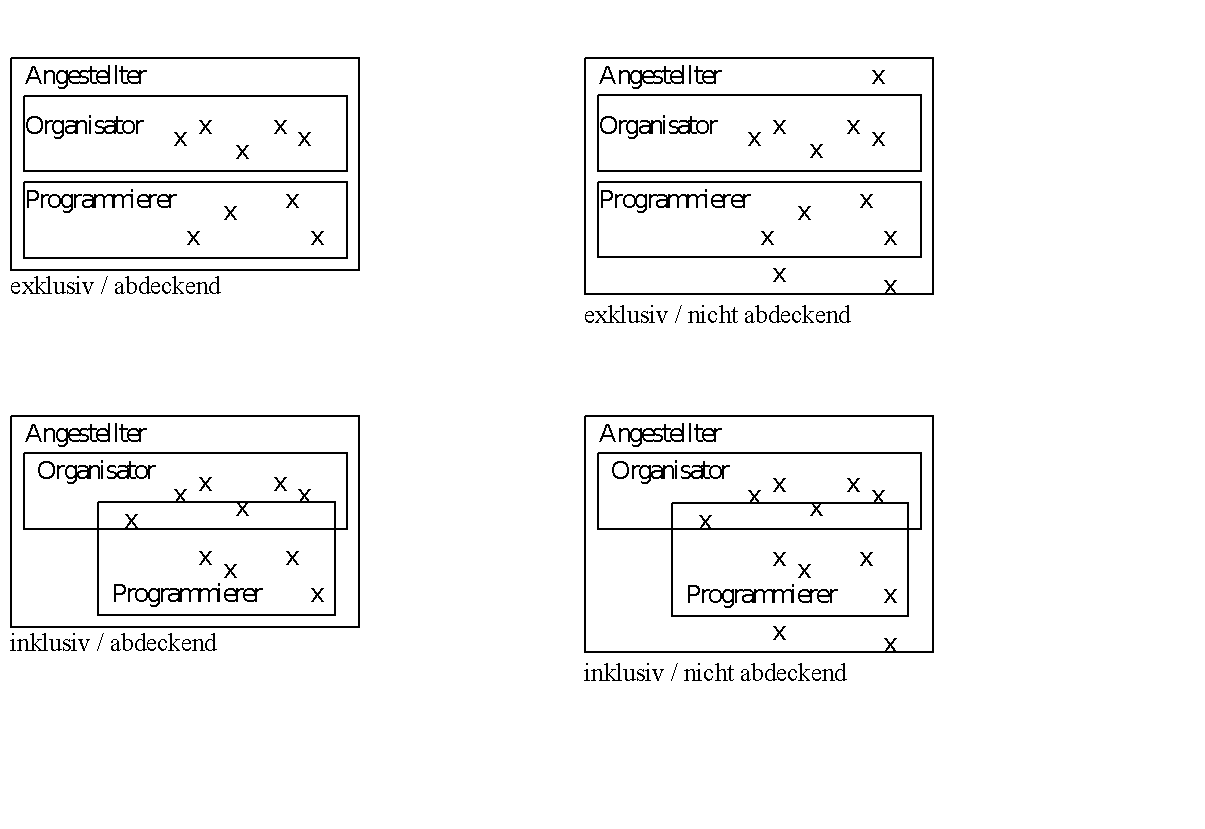 Angestellter
Organisator x x x x x
Programmierer x x x x
exklusiv / abdeckend
Angestellter x
Organisator x x x x x
Programmierer x x x x
x x
exklusiv / nicht abdeckend
Angestellter
Organisator x x x x
x x
x x x
Programmierer x
inklusiv / abdeckend
Angestellter
Organisator x x x x
x x
x x x
Programmierer x
x x
inklusiv / nicht abdeckend